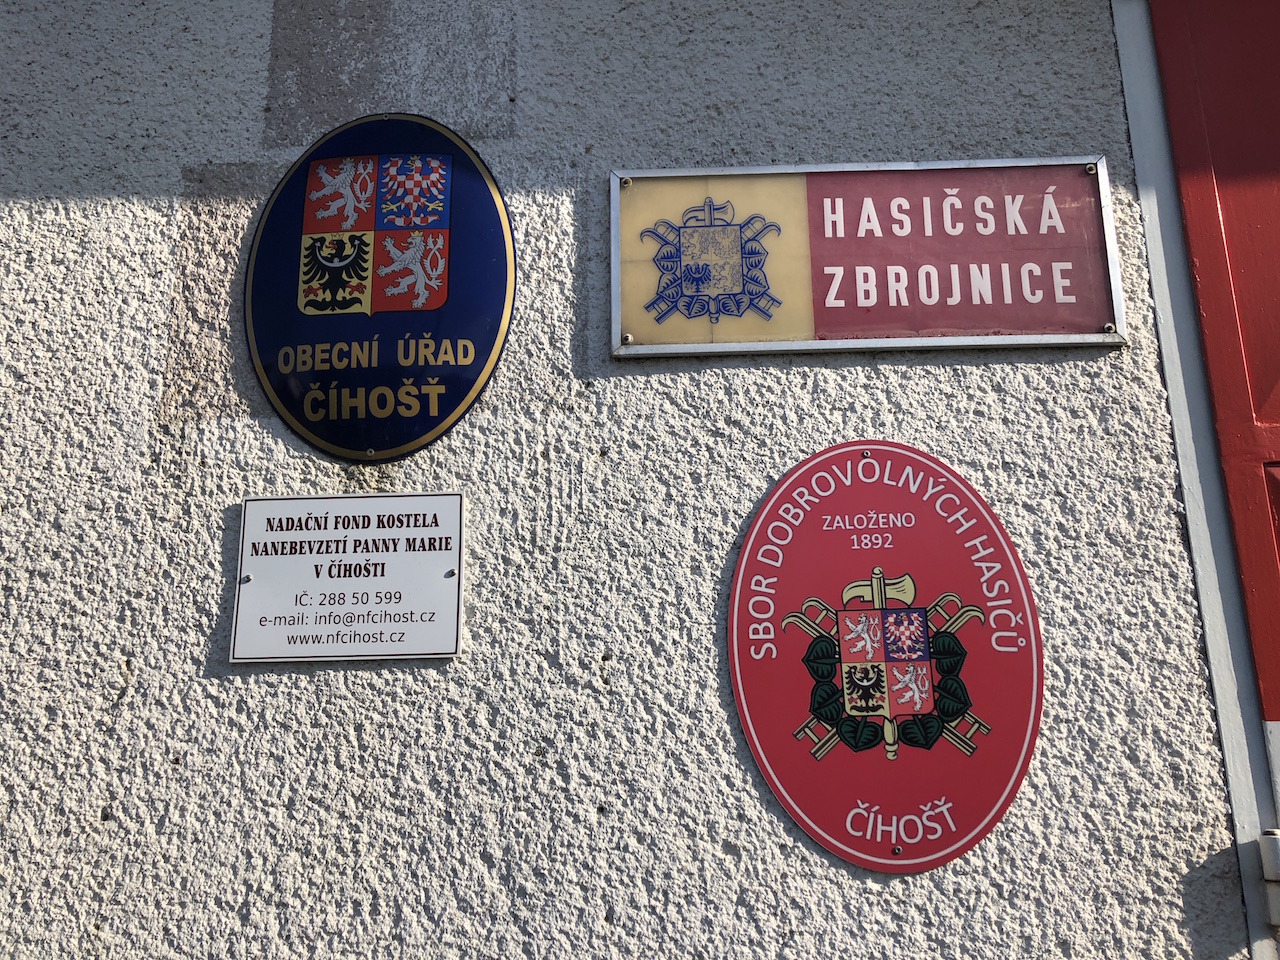 OBECNÍ ÚŘAD
ČÍHOŠŤ
HASIČSKÁ
ZBROJNICE
NADAČNÍ FOND KOSTELA
NANEBEVZETÍ PANNY MARIE
V ČÍHOŠTI
IČ: 288 50 599
e-mail: info@nfcihost.cz
www.nfcihost.cz
SBOR DOBROVOLNÝCH HASIČŮ
ZALOŽENO
1892
ČÍHOŠŤ